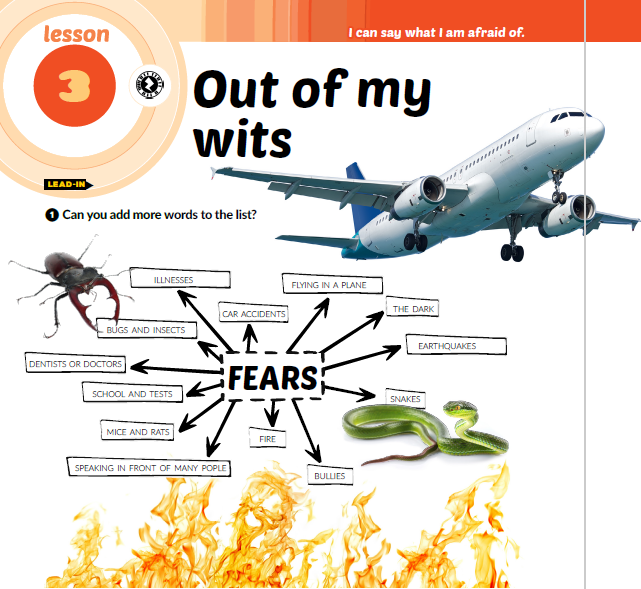 lesson
3
I can say what I am afraid of.
Out of my
wits
LEAD-IN
1 Can you add more words to the list?
ILLNESSES
FLYING IN A PLANE
CAR ACCIDENTS
THE DARK
BUGS AND INSECTS
EARTHQUAKES
DENTISTS OR DOCTORS
FEARS
SCHOOL AND TESTS
SNAKES
MICE AND RATS
FIRE
SPEAKING IN FRONT OF MANY POPLE
BULLIES